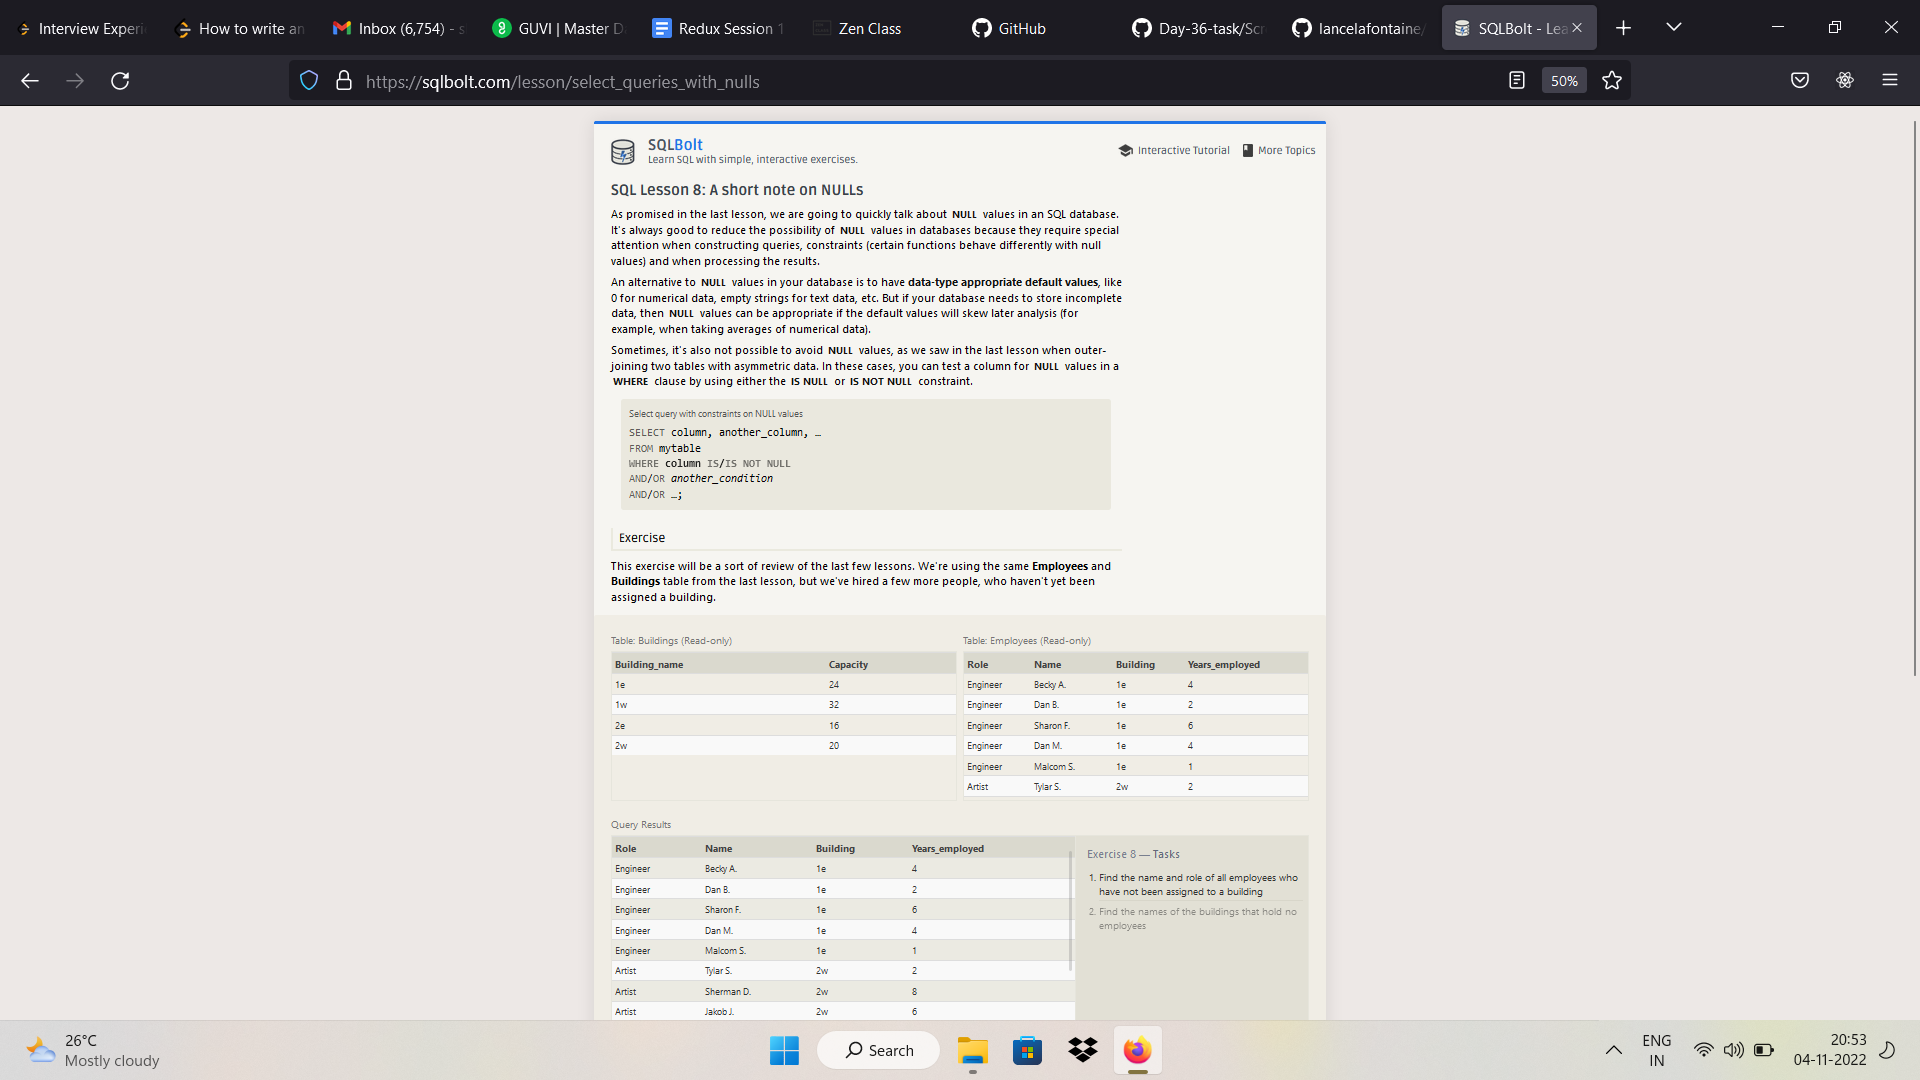 Interview Experi
How to write an
Inbox (6,754) - s
GUVI | Master D
Redux Session 1
Zen Class
GitHub
Day-36-task/Scr
lancelafontaine/
SQLBolt - Lea
https://sqlbolt.com/lesson/select_queries_with_nulls
50%
SQLBolt
Learn SQL with simple, interactive exercises.
Interactive Tutorial
More Topics
SQL Lesson 8: A short note on NULLs
As promised in the last lesson, we are going to quickly talk about NULL values in an SQL database.
It's always good to reduce the possibility of NULL values in databases because they require special
attention when constructing queries, constraints (certain functions behave differently with null
values) and when processing the results.
An alternative to NULL values in your database is to have data-type appropriate default values, like
0 for numerical data, empty strings for text data, etc. But if your database needs to store incomplete
data, then NULL values can be appropriate if the default values will skew later analysis (for
example, when taking averages of numerical data).
Sometimes, it's also not possible to avoid NULL values, as we saw in the last lesson when outer-
joining two tables with asymmetric data. In these cases, you can test a column for NULL values in a
WHERE clause by using either the IS NULL or IS NOT NULL constraint.
Select query with constraints on NULL values
SELECT column, another_column, …
FROM mytable
WHERE column IS/IS NOT NULL
AND/OR another_condition
AND/OR …;
Exercise
This exercise will be a sort of review of the last few lessons. We're using the same Employees and
Buildings table from the last lesson, but we've hired a few more people, who haven't yet been
assigned a building.
Table: Buildings (Read-only)
Building_name Capacity
1e 24
1w 32
2e 16
2w 20
Table: Employees (Read-only)
Role Name Building Years_employed
Engineer Becky A. 1e 4
Engineer Dan B. 1e 2
Engineer Sharon F. 1e 6
Engineer Dan M. 1e 4
Engineer Malcom S. 1e 1
Artist Tylar S. 2w 2
Query Results
Role Name Building Years_employed
Engineer Becky A. 1e 4
Engineer Dan B. 1e 2
Engineer Sharon F. 1e 6
Engineer Dan M. 1e 4
Engineer Malcom S. 1e 1
Artist Tylar S. 2w 2
Artist Sherman D. 2w 8
Artist Jakob J. 2w 6
Exercise 8 — Tasks
1. Find the name and role of all employees who
have not been assigned to a building
2. Find the names of the buildings that hold no
employees
26°C
Mostly cloudy
Search
ENG
IN
20:53
04-11-2022